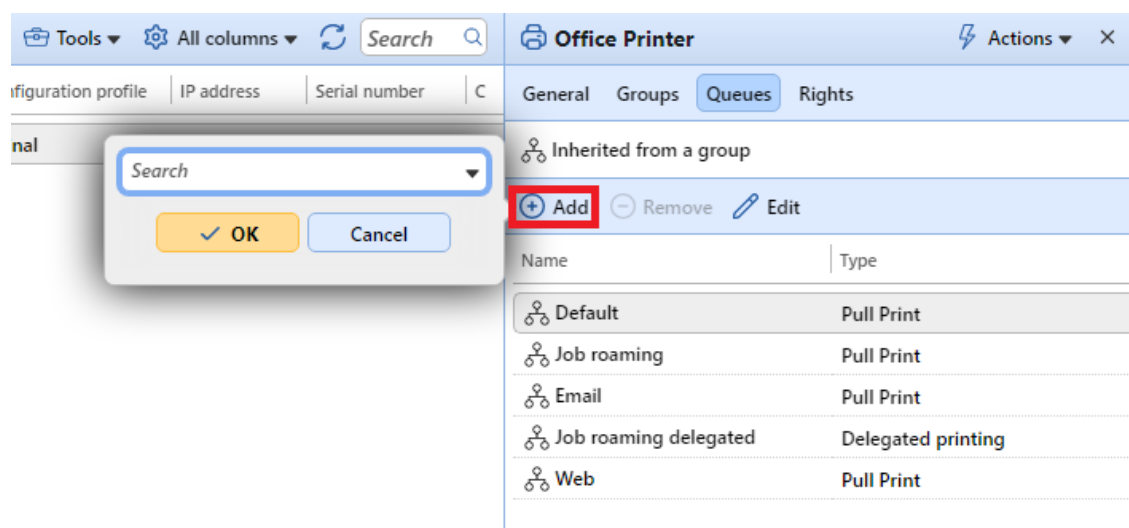 Tools All columns Search
nfiguration profile IP address Serial number C
nal
Search
OK Cancel
Office Printer Actions
General Groups Queues Rights
Inherited from a group
Add Remove Edit
Name Type
Default Pull Print
Job roaming Pull Print
Email Pull Print
Job roaming delegated Delegated printing
Web Pull Print